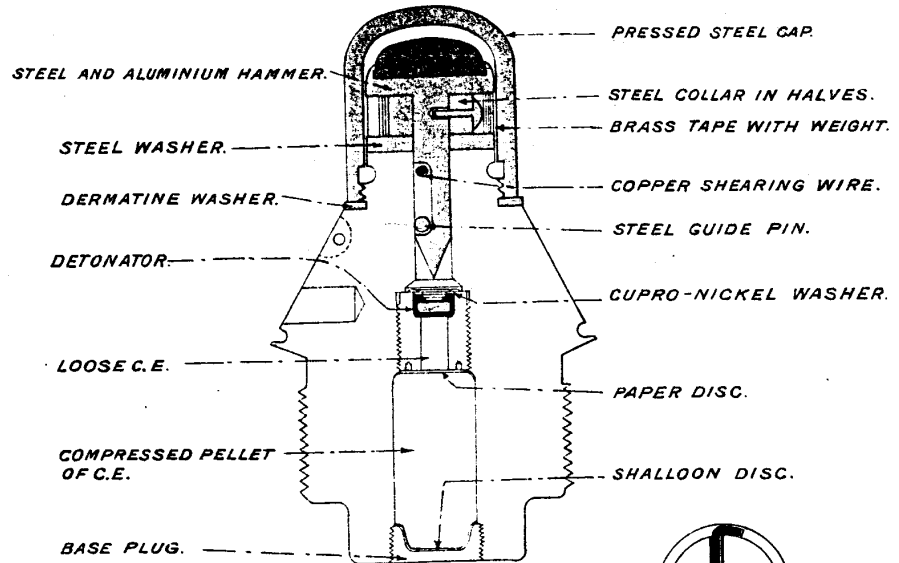 PRESSED STEEL CAP.
STEEL AND ALUMINIUM HAMMER.
STEEL COLLAR IN HALVES.
BRASS TAPE WITH WEIGHT.
STEEL WASHER.
COPPER SHEARING WIRE.
DERMATINE WASHER.
STEEL GUIDE PIN.
DETONATOR.
CUPRO-NICKEL WASHER.
LOOSE C.E.
PAPER DISC.
COMPRESSED PELLET
OF C.E.
SHALLOON DISC.
BASE PLUG.